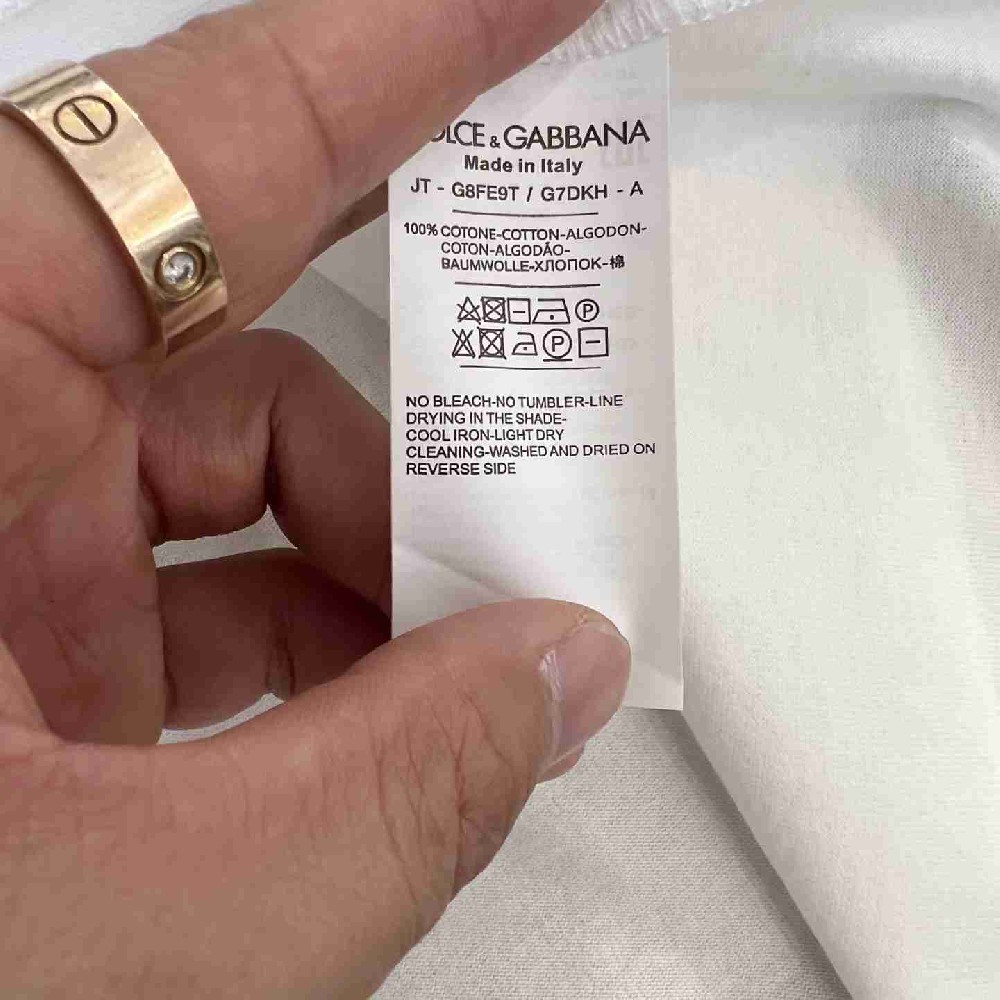 OLCE & GABBANA
Made in Italy
JT - G8FE9T / G7DKH - A
100% COTONE-COTTON-ALGODON-
COTON-ALGODÃO-
BAUMWOLLE-ХЛОПОК-棉
P
P
NO BLEACH-NO TUMBLER-LINE
DRYING IN THE SHADE-
COOL IRON-LIGHT DRY
CLEANING-WASHED AND DRIED ON
REVERSE SIDE